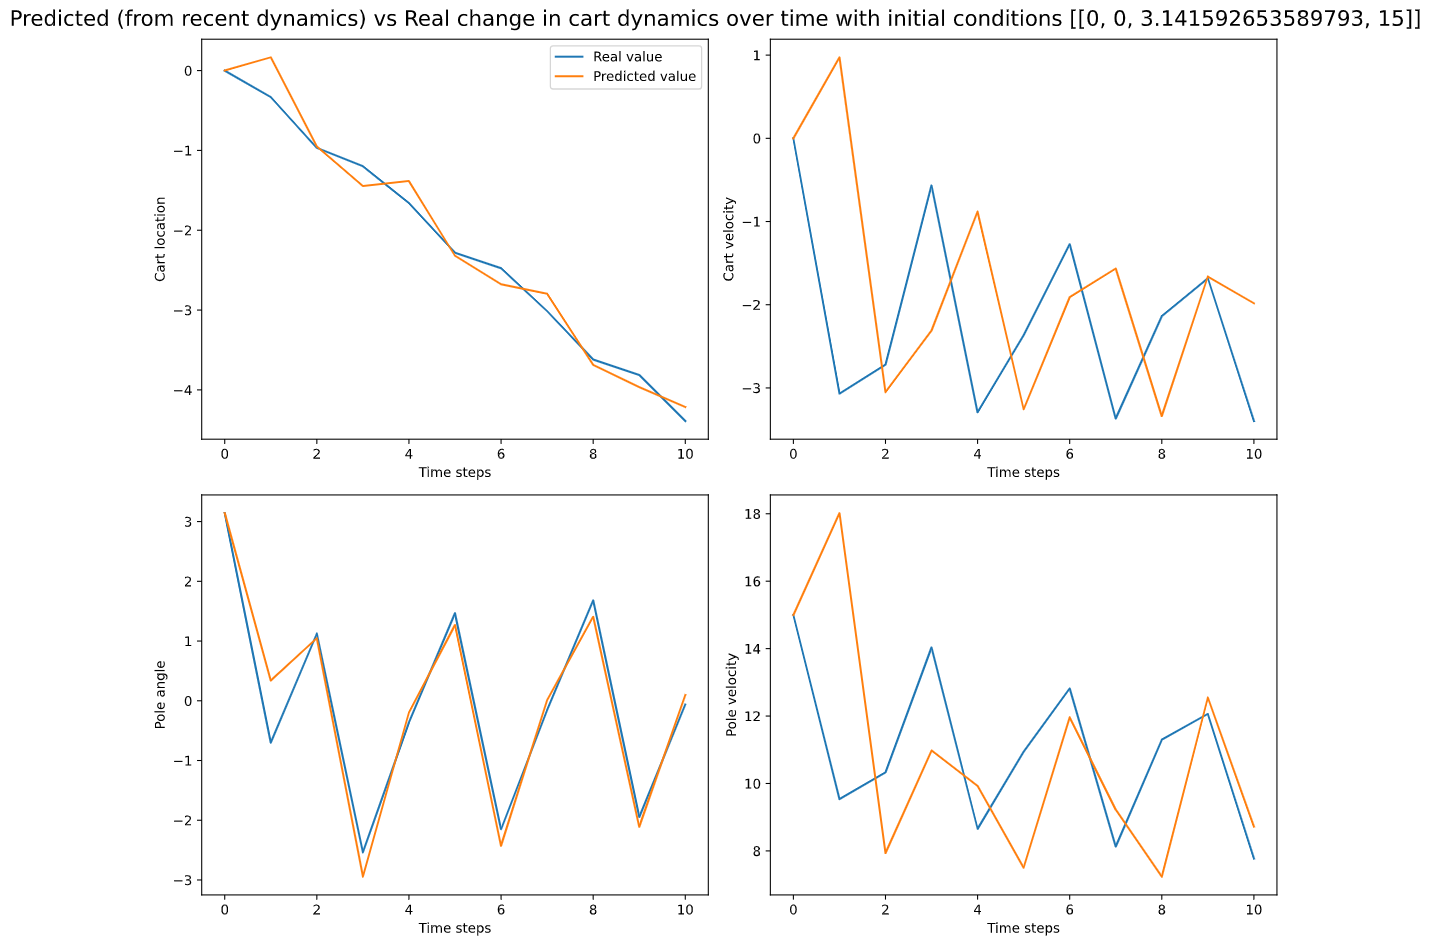 Predicted (from recent dynamics) vs Real change in cart dynamics over time with initial conditions [[0, 0, 3.141592653589793, 15]]
Real value
Predicted value
0
−1
−2
−3
−4
Cart location
0 2 4 6 8 10
Time steps
1
0
−1
−2
−3
Cart velocity
0 2 4 6 8 10
Time steps
3
2
1
0
−1
−2
−3
Pole angle
0 2 4 6 8 10
Time steps
18
16
14
12
10
8
Pole velocity
0 2 4 6 8 10
Time steps